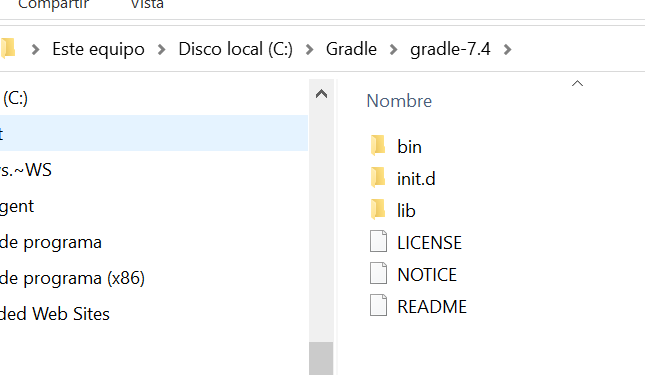 Compartir Vista
Este equipo > Disco local (C:) > Gradle > gradle-7.4 >
(C:)
t
s.~WS
gent
de programa
de programa (x86)
ded Web Sites
Nombre
bin
init.d
lib
LICENSE
NOTICE
README